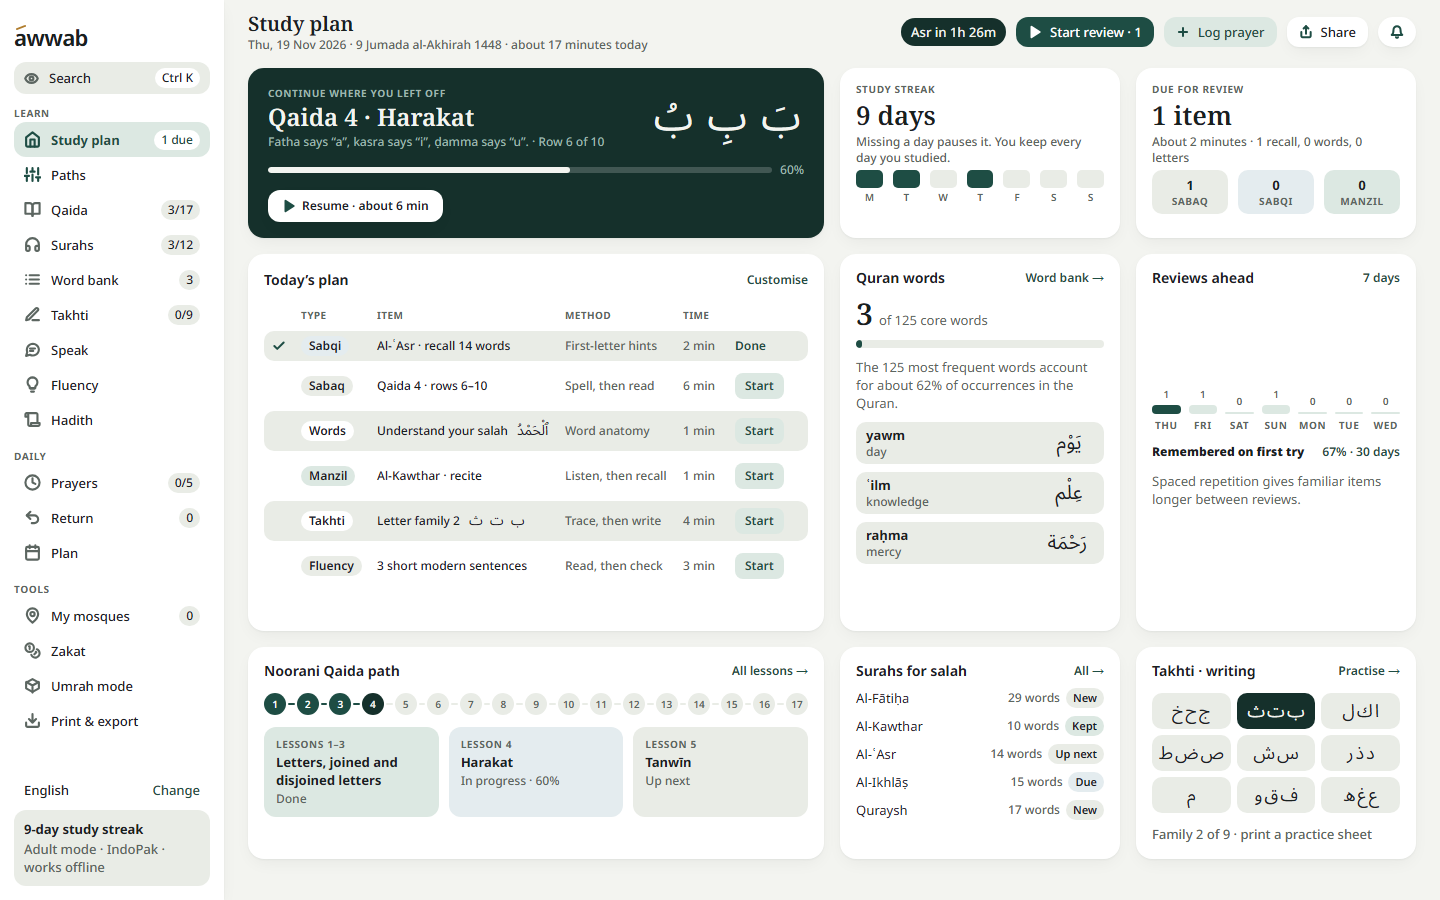 awwab
Search Ctrl K
LEARN
Study plan 1 due
Paths
Qaida 3/17
Surahs 3/12
Word bank 3
Takhti 0/9
Speak
Fluency
Hadith
DAILY
Prayers 0/5
Return 0
Plan
TOOLS
My mosques 0
Zakat
Umrah mode
Print & export
English Change
9-day study streak
Adult mode · IndoPak ·
works offline
Study plan
Thu, 19 Nov 2026 · 9 Jumada al-Akhirah 1448 · about 17 minutes today
Asr in 1h 26m
Start review · 1
Log prayer
Share
CONTINUE WHERE YOU LEFT OFF
Qaida 4 · Harakat
Fatha says “a”, kasra says “i”, ḍamma says “u”. · Row 6 of 10
بَ بِ بُ
60%
Resume · about 6 min
STUDY STREAK
9 days
Missing a day pauses it. You keep every
day you studied.
M T W T F S S
DUE FOR REVIEW
1 item
About 2 minutes · 1 recall, 0 words, 0
letters
1 SABAQ
0 SABQI
0 MANZIL
Today’s plan Customise
TYPE ITEM METHOD TIME
Sabqi Al-ʿAsr · recall 14 words First-letter hints 2 min Done
Sabaq Qaida 4 · rows 6–10 Spell, then read 6 min Start
Words Understand your salah اَلْحَمْدُ Word anatomy 1 min Start
Manzil Al-Kawthar · recite Listen, then recall 1 min Start
Takhti Letter family 2 ب ت ث Trace, then write 4 min Start
Fluency 3 short modern sentences Read, then check 3 min Start
Quran words Word bank →
3 of 125 core words
The 125 most frequent words account
for about 62% of occurrences in the
Quran.
yawm يَوْم
day
ʿilm عِلْم
knowledge
raḥma رَحْمَة
mercy
Reviews ahead 7 days
1 1 0 1 0 0 0
THU FRI SAT SUN MON TUE WED
Remembered on first try 67% · 30 days
Spaced repetition gives familiar items
longer between reviews.
Noorani Qaida path All lessons →
1 2 3 4 5 6 7 8 9 10 11 12 13 14 15 16 17
LESSONS 1–3
Letters, joined and
disjoined letters
Done
LESSON 4
Harakat
In progress · 60%
LESSON 5
Tanwīn
Up next
Surahs for salah All →
Al-Fātiḥa 29 words New
Al-Kawthar 10 words Kept
Al-ʿAsr 14 words Up next
Al-Ikhlāṣ 15 words Due
Quraysh 17 words New
Takhti · writing Practise →
ا ك ل
ب ت ث
ج ح خ
د ذ ر
س ش
ص ض ط
ع غ ه
ف ق و
م
Family 2 of 9 · print a practice sheet